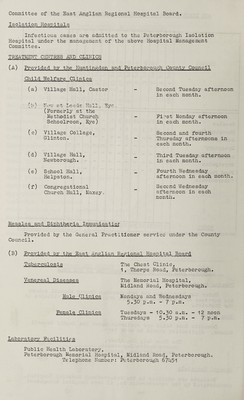 Committee of the East Anglian Regional Hospital Board.
Isolation Hospitals
Infectious cases are admitted to the Peterborough Isolation
Hospital under the management of the above Hospital Management
Committee.
TREATMENT CENTRES AND CLINICS
(a) Provided by the Huntingdon and Peterborough County Council
Child Welfare Clinics
(a) Village Hall, Castor - Second Tuesday afternoon
in each month.
(b) Hall, Eye.
(Formerly at the
Methodist Church - First Monday afternoon
Schoolroom, Eye) in each month.
(c) Village College, - Second and fourth
Glinton. Thursday afternoons in
each month.
(d) Village Hall, - Third Tuesday afternoon
Newborough. in each month.
(e) School Hall, - Fourth Wednesday
Helpston. afternoon in each month.
(f) Congregational - Second Wednesday
Church Hall, Maxey. afternoon in each
month.
Measles and Diphtheria Immunisation
Provided by the General Practitioner service under the County
Council.
(b) Provided by the East Anglian Regional Hospital Board
Tuberculosis The Chest Clinic,
1, Thorpe Road, Peterborough.
Venereal Diseases The Memorial Hospital,
Midland Road, Peterborough.
Male Clinics Mondays and Wednesdays
5.30 p.m. - 7 p.m.
Female Clinics Tuesdays - 10.30 a.m. - 12 noon
Thursdays 5.30 p.m. - 7 p.m.
Laboratory Facilities
Public Health Laboratory,
Peterborough Memorial Hospital, Midland Road, Peterborough.
Telephone Number: Peterborough 67451